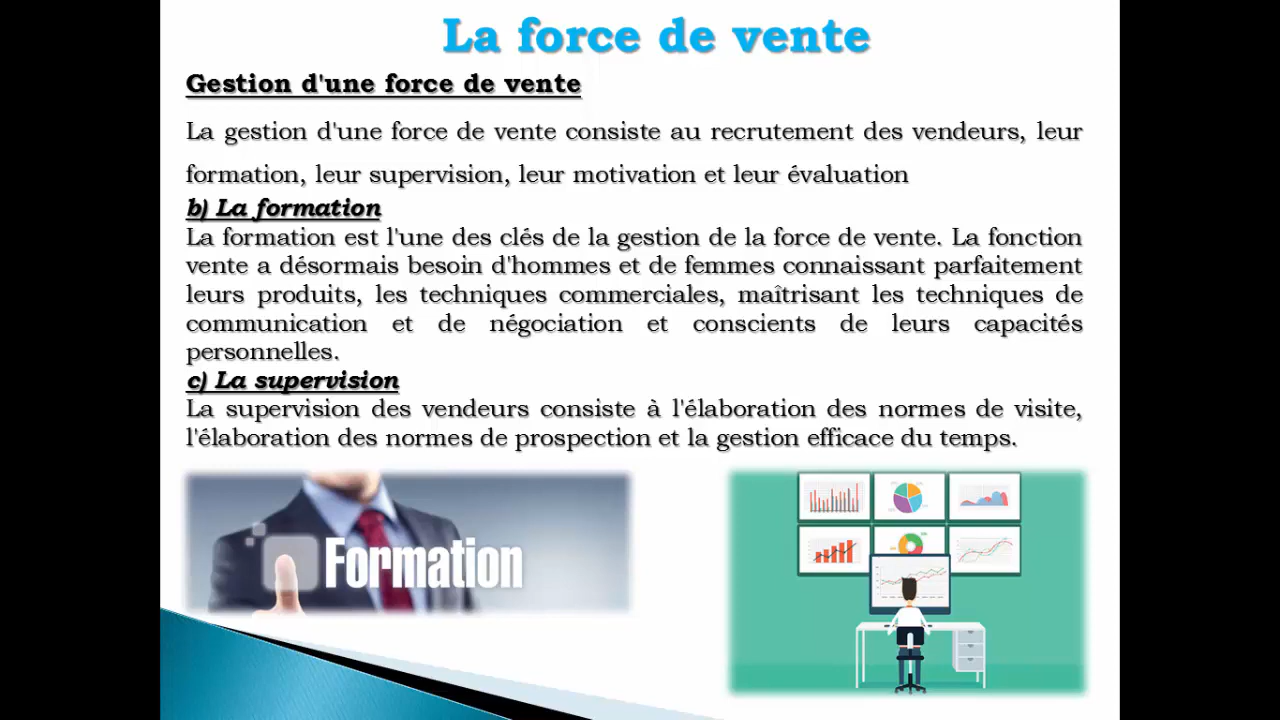 La force de vente
Gestion d'une force de vente
La gestion d'une force de vente consiste au recrutement des vendeurs, leur
formation, leur supervision, leur motivation et leur évaluation
b) La formation
La formation est l'une des clés de la gestion de la force de vente. La fonction
vente a désormais besoin d'hommes et de femmes connaissant parfaitement
leurs produits, les techniques commerciales, maîtrisant les techniques de
communication et de négociation et conscients de leurs capacités
personnelles.
c) La supervision
La supervision des vendeurs consiste à l'élaboration des normes de visite,
l'élaboration des normes de prospection et la gestion efficace du temps.
Formation